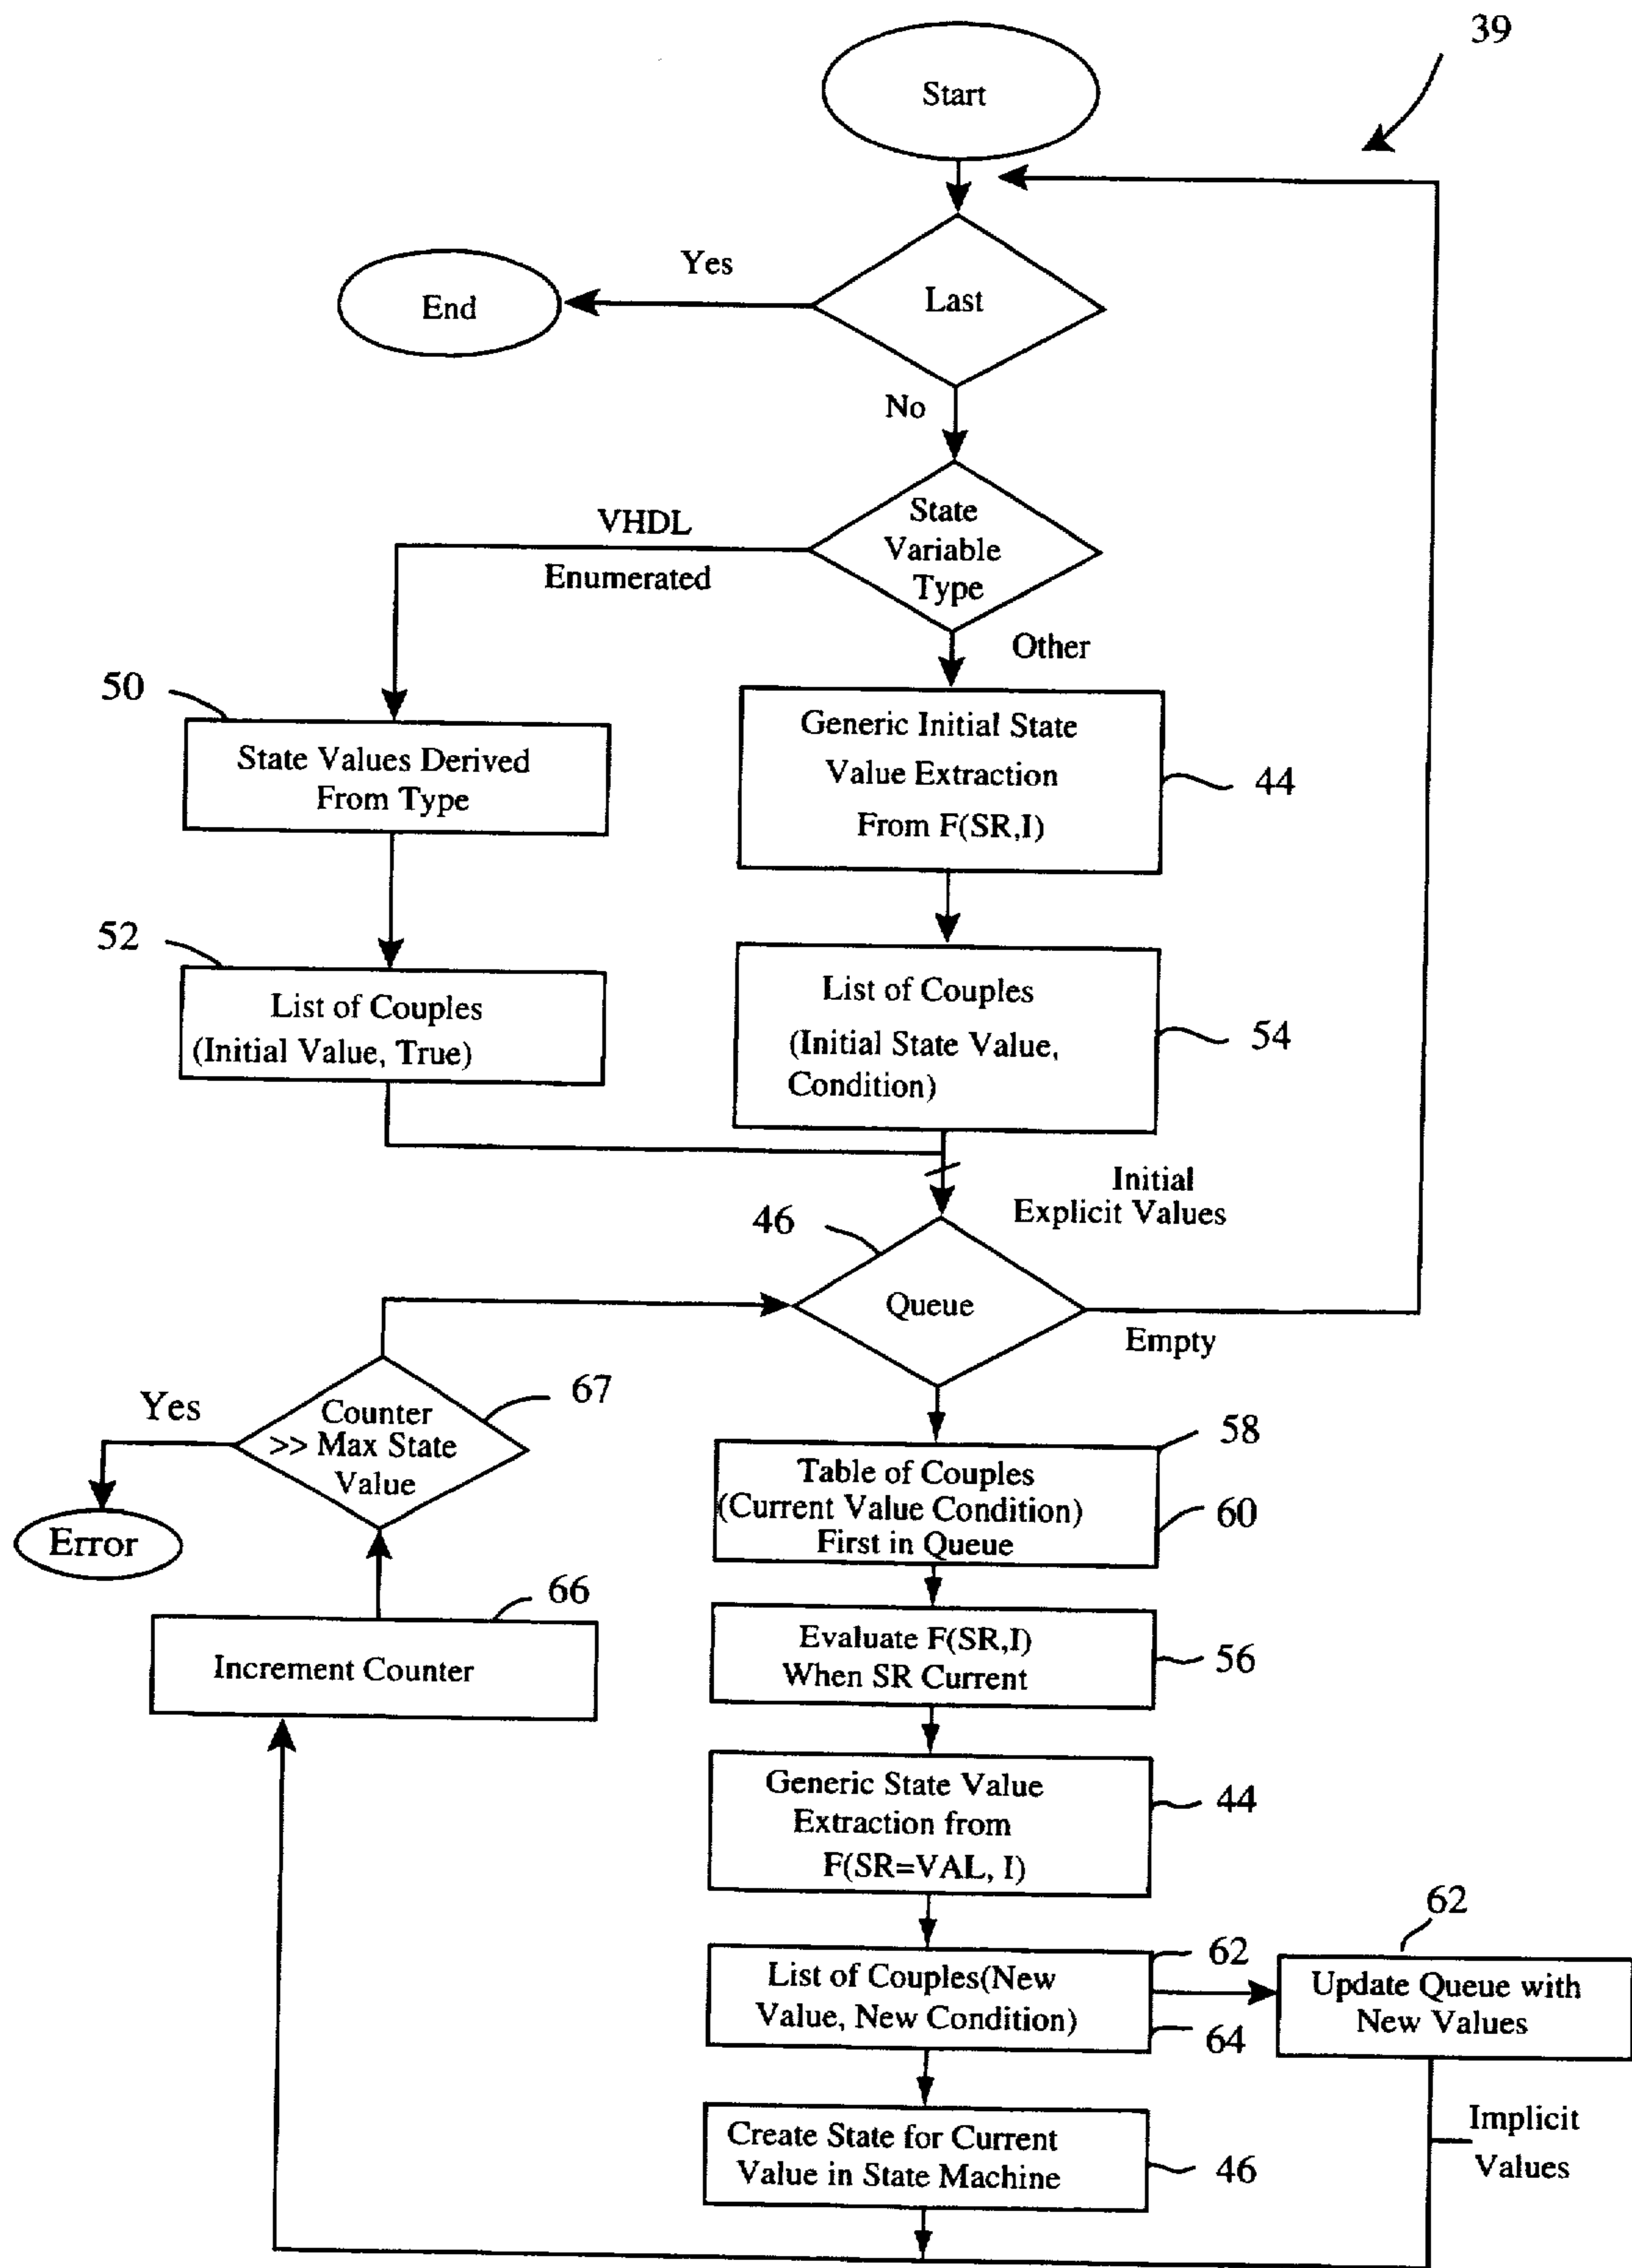 39
Start
Yes
Last
End
No
State
Variable
Type
VHDL
Enumerated
Other
50
State Values Derived
From Type
Generic Initial State
Value Extraction
From F(SR,I)
44
52
List of Couples
(Initial Value, True)
List of Couples
(Initial State Value,
Condition)
54
Initial
Explicit Values
46
Queue
Empty
67
Yes
Counter
>> Max State
Value
Error
58
Table of Couples
(Current Value Condition)
First in Queue
60
66
Increment Counter
Evaluate F(SR,I)
When SR Current
56
Generic State Value
Extraction from
F(SR=VAL, I)
44
62
List of Couples(New
Value, New Condition)
64
62
Update Queue with
New Values
Create State for Current
Value in State Machine
46
Implicit
Values